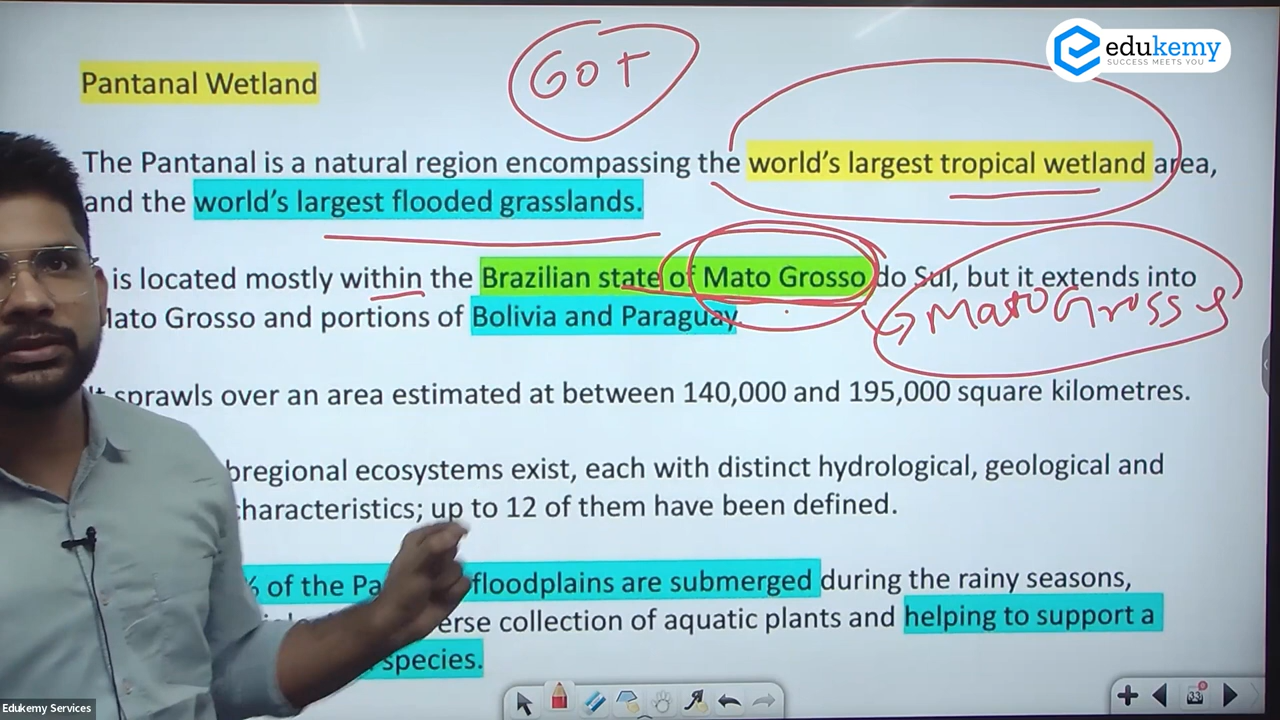 GOT
edukemy
SUCCESS MEETS YOU
Pantanal Wetland
The Pantanal is a natural region encompassing the world's largest tropical wetland area,
and the world's largest flooded grasslands.
is located mostly within the Brazilian state of Mato Grosso do Sul, but it extends into
Mato Grosso and portions of Bolivia and Paraguay.
Mato Grosso
sprawls over an area estimated at between 140,000 and 195,000 square kilometres.
bregional ecosystems exist, each with distinct hydrological, geological and
characteristics; up to 12 of them have been defined.
% of the Pa floodplains are submerged during the rainy seasons,
erse collection of aquatic plants and helping to support a
species.
Edukemy Services